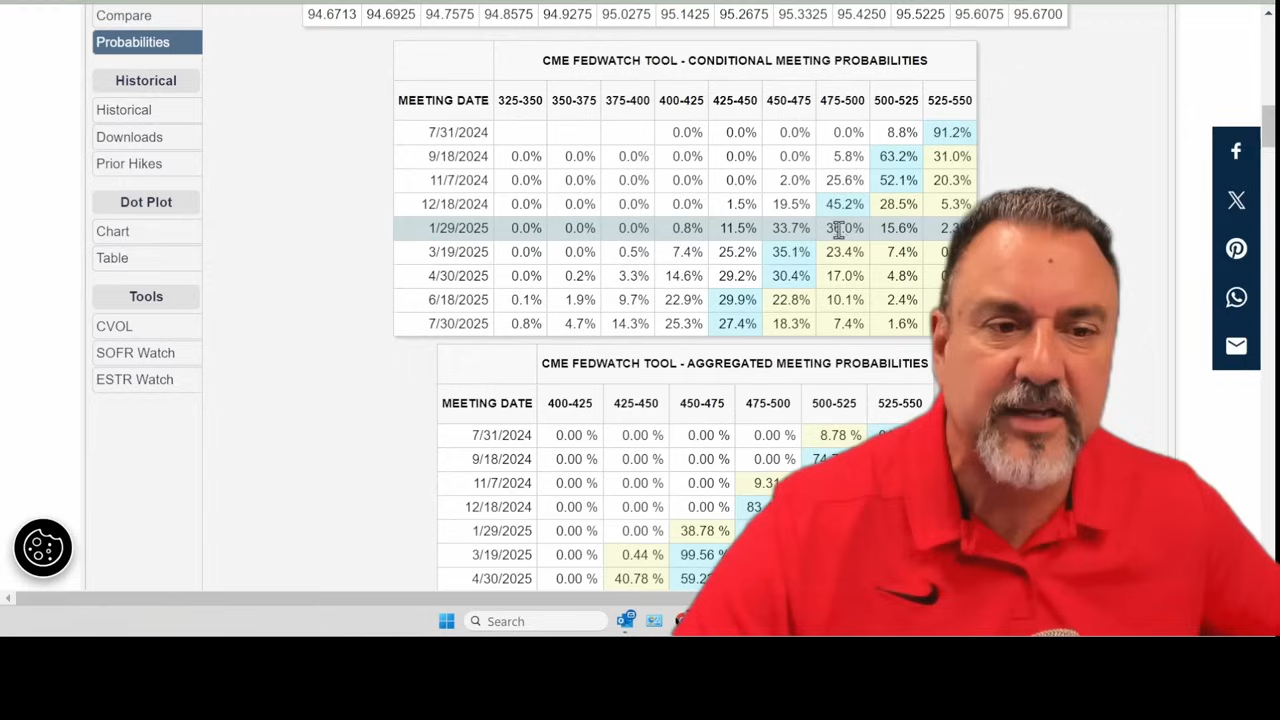 Compare
Probabilities
Historical
Historical
Downloads
Prior Hikes
Dot Plot
Chart
Table
Tools
CVOL
SOFR Watch
ESTR Watch
94.6713 94.6925 94.7575 94.8575 94.9275 95.0275 95.1425 95.2675 95.3325 95.4250 95.5225 95.6075 95.6700
CME FEDWATCH TOOL - CONDITIONAL MEETING PROBABILITIES
MEETING DATE 325-350 350-375 375-400 400-425 425-450 450-475 475-500 500-525 525-550
7/31/2024 0.0% 0.0% 0.0% 0.0% 8.8% 91.2%
9/18/2024 0.0% 0.0% 0.0% 0.0% 0.0% 0.0% 5.8% 63.2% 31.0%
11/7/2024 0.0% 0.0% 0.0% 0.0% 0.0% 2.0% 25.6% 52.1% 20.3%
12/18/2024 0.0% 0.0% 0.0% 0.0% 1.5% 19.5% 45.2% 28.5% 5.3%
1/29/2025 0.0% 0.0% 0.0% 0.8% 11.5% 33.7% 15.6%
3/19/2025 0.0% 0.0% 0.5% 7.4% 25.2% 35.1% 23.4% 7.4%
4/30/2025 0.0% 0.2% 3.3% 14.6% 29.2% 30.4% 17.0% 4.8%
6/18/2025 0.1% 1.9% 9.7% 22.9% 29.9% 22.8% 10.1% 2.4%
7/30/2025 0.8% 4.7% 14.3% 25.3% 27.4% 18.3% 7.4% 1.6%
CME FEDWATCH TOOL - AGGREGATED MEETING PROBABILITIES
MEETING DATE 400-425 425-450 450-475 475-500 500-525 525-550
7/31/2024 0.00 % 0.00 % 0.00 % 0.00 % 8.78 %
9/18/2024 0.00 % 0.00 % 0.00 % 0.00 %
11/7/2024 0.00 % 0.00 % 0.00 %
12/18/2024 0.00 % 0.00 % 0.00 %
1/29/2025 0.00 % 0.00 % 38.78 %
3/19/2025 0.00 % 0.44 % 99.56 %
4/30/2025 0.00 % 40.78 %
Search